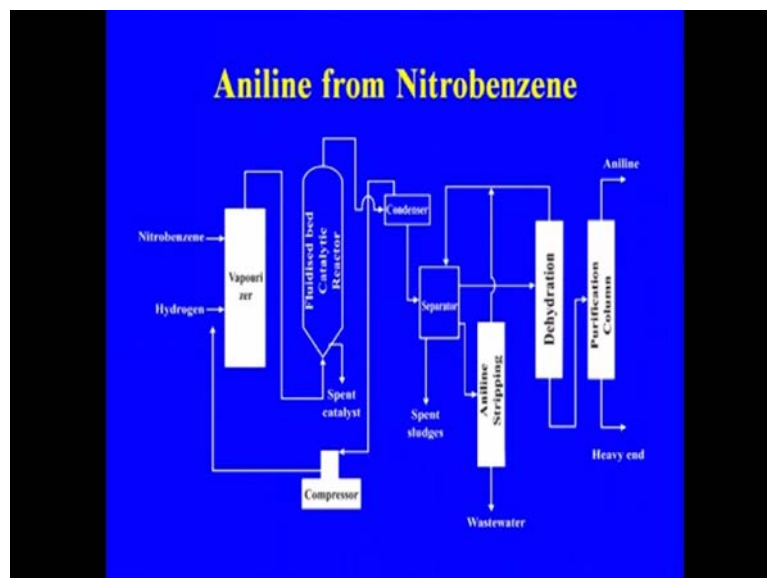 Aniline from Nitrobenzene
Aniline
Nitrobenzene
Hydrogen
Vapouri
zer
Fluidised bed
Catalytic
Reactor
Condenser
Separator
Dehydration
Purification
Column
Aniline
Stripping
Spent
catalyst
Spent
sludges
Heavy end
Compressor
Wastewater